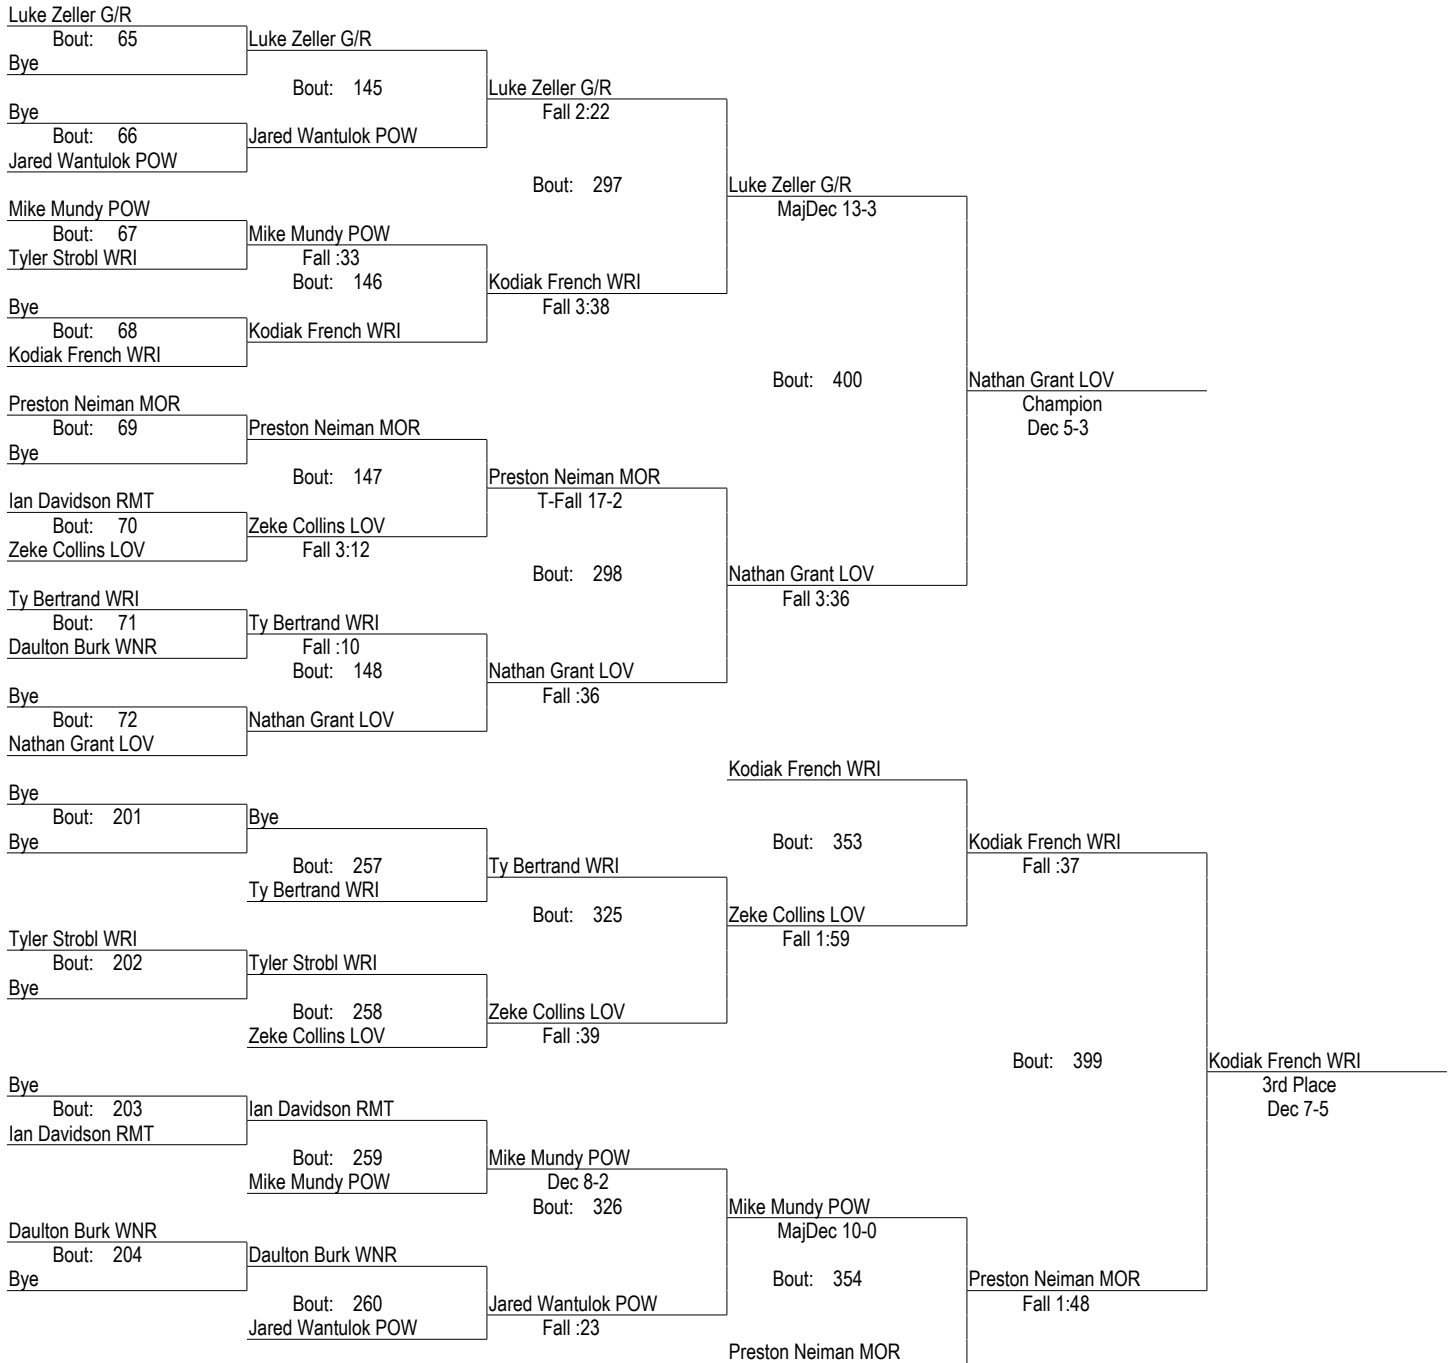 Luke Zeller G/R
Bout: 65
Luke Zeller G/R
Bye
Bout: 145
Luke Zeller G/R
Bye
Fall 2:22
Bout: 66
Jared Wantulok POW
Jared Wantulok POW
Bout: 297
Luke Zeller G/R
Mike Mundy POW
MajDec 13-3
Bout: 67
Mike Mundy POW
Tyler Strobl WRI
Fall :33
Bout: 146
Kodiak French WRI
Bye
Fall 3:38
Bout: 68
Kodiak French WRI
Kodiak French WRI
Bout: 400
Nathan Grant LOV
Preston Neiman MOR
Champion
Bout: 69
Preston Neiman MOR
Dec 5-3
Bye
Bout: 147
Preston Neiman MOR
Ian Davidson RMT
T-Fall 17-2
Bout: 70
Zeke Collins LOV
Zeke Collins LOV
Fall 3:12
Bout: 298
Nathan Grant LOV
Ty Bertrand WRI
Fall 3:36
Bout: 71
Ty Bertrand WRI
Daulton Burk WNR
Fall :10
Bout: 148
Nathan Grant LOV
Bye
Fall :36
Bout: 72
Nathan Grant LOV
Nathan Grant LOV
Kodiak French WRI
Bye
Bout: 201
Bye
Bye
Bout: 353
Kodiak French WRI
Bout: 257
Ty Bertrand WRI
Fall :37
Ty Bertrand WRI
Bout: 325
Zeke Collins LOV
Tyler Strobl WRI
Fall 1:59
Bout: 202
Tyler Strobl WRI
Bye
Bout: 258
Zeke Collins LOV
Zeke Collins LOV
Fall :39
Bout: 399
Kodiak French WRI
Bye
3rd Place
Bout: 203
Ian Davidson RMT
Dec 7-5
Ian Davidson RMT
Bout: 259
Mike Mundy POW
Mike Mundy POW
Dec 8-2
Bout: 326
Mike Mundy POW
Daulton Burk WNR
MajDec 10-0
Bout: 204
Daulton Burk WNR
Bye
Bout: 354
Preston Neiman MOR
Bout: 260
Jared Wantulok POW
Fall 1:48
Jared Wantulok POW
Fall :23
Preston Neiman MOR